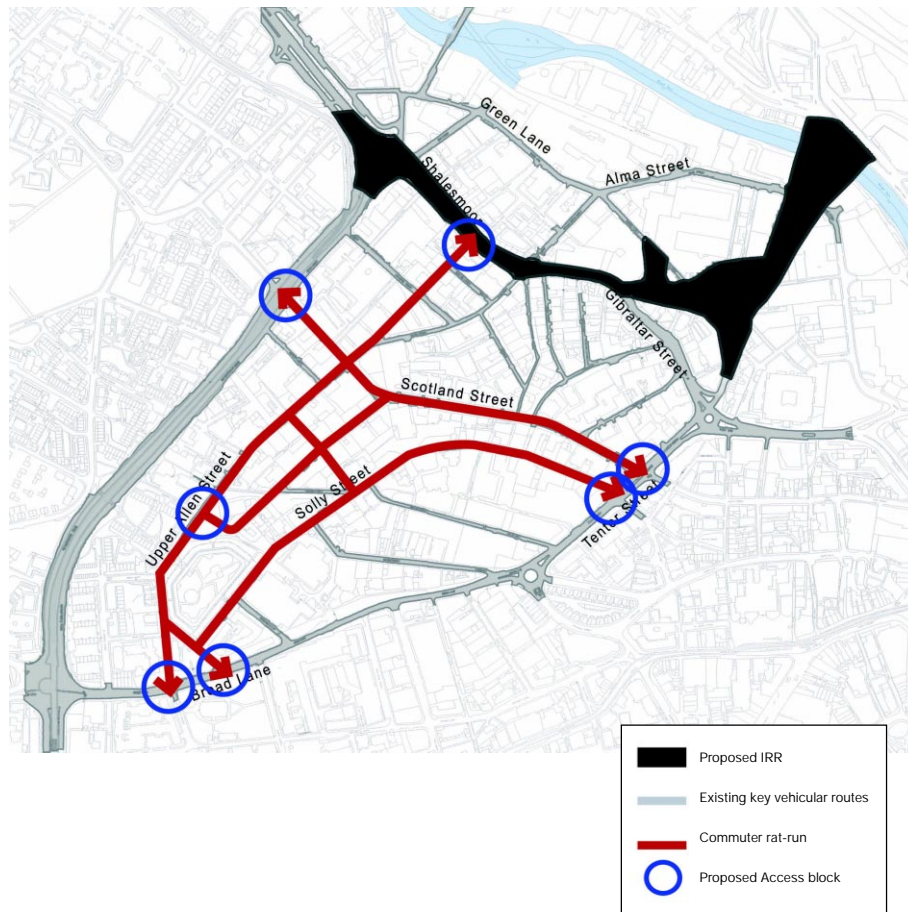 Green Lane
Shalesmoor
Alma Street
Gibraltar Street
Scotland Street
Upper Allen Street
Solly Street
Tenter Street
Broad Lane
Proposed IRR
Existing key vehicular routes
Commuter rat-run
Proposed Access block